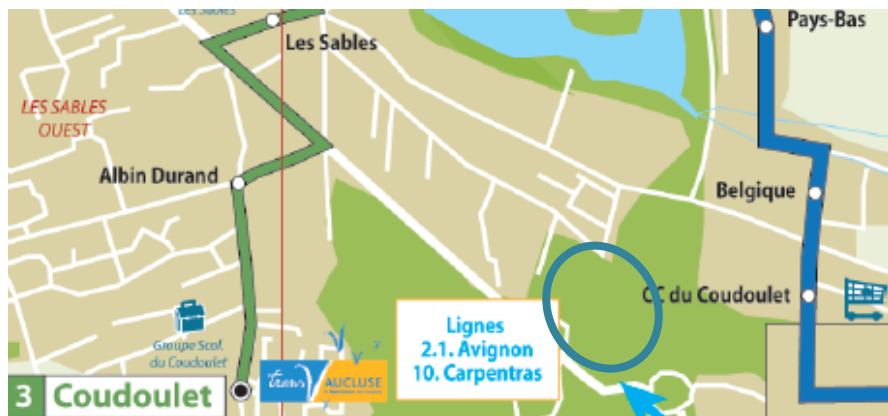 Les Sables
Pays-Bas
LES SABLES
OUEST
Albin Durand
Belgique
CC du Coudoulet
Lignes
2.1. Avignon
10. Carpentras
Groupe Scol.
du Coudoulet
trans
AUCLUSE
3 Coudoulet